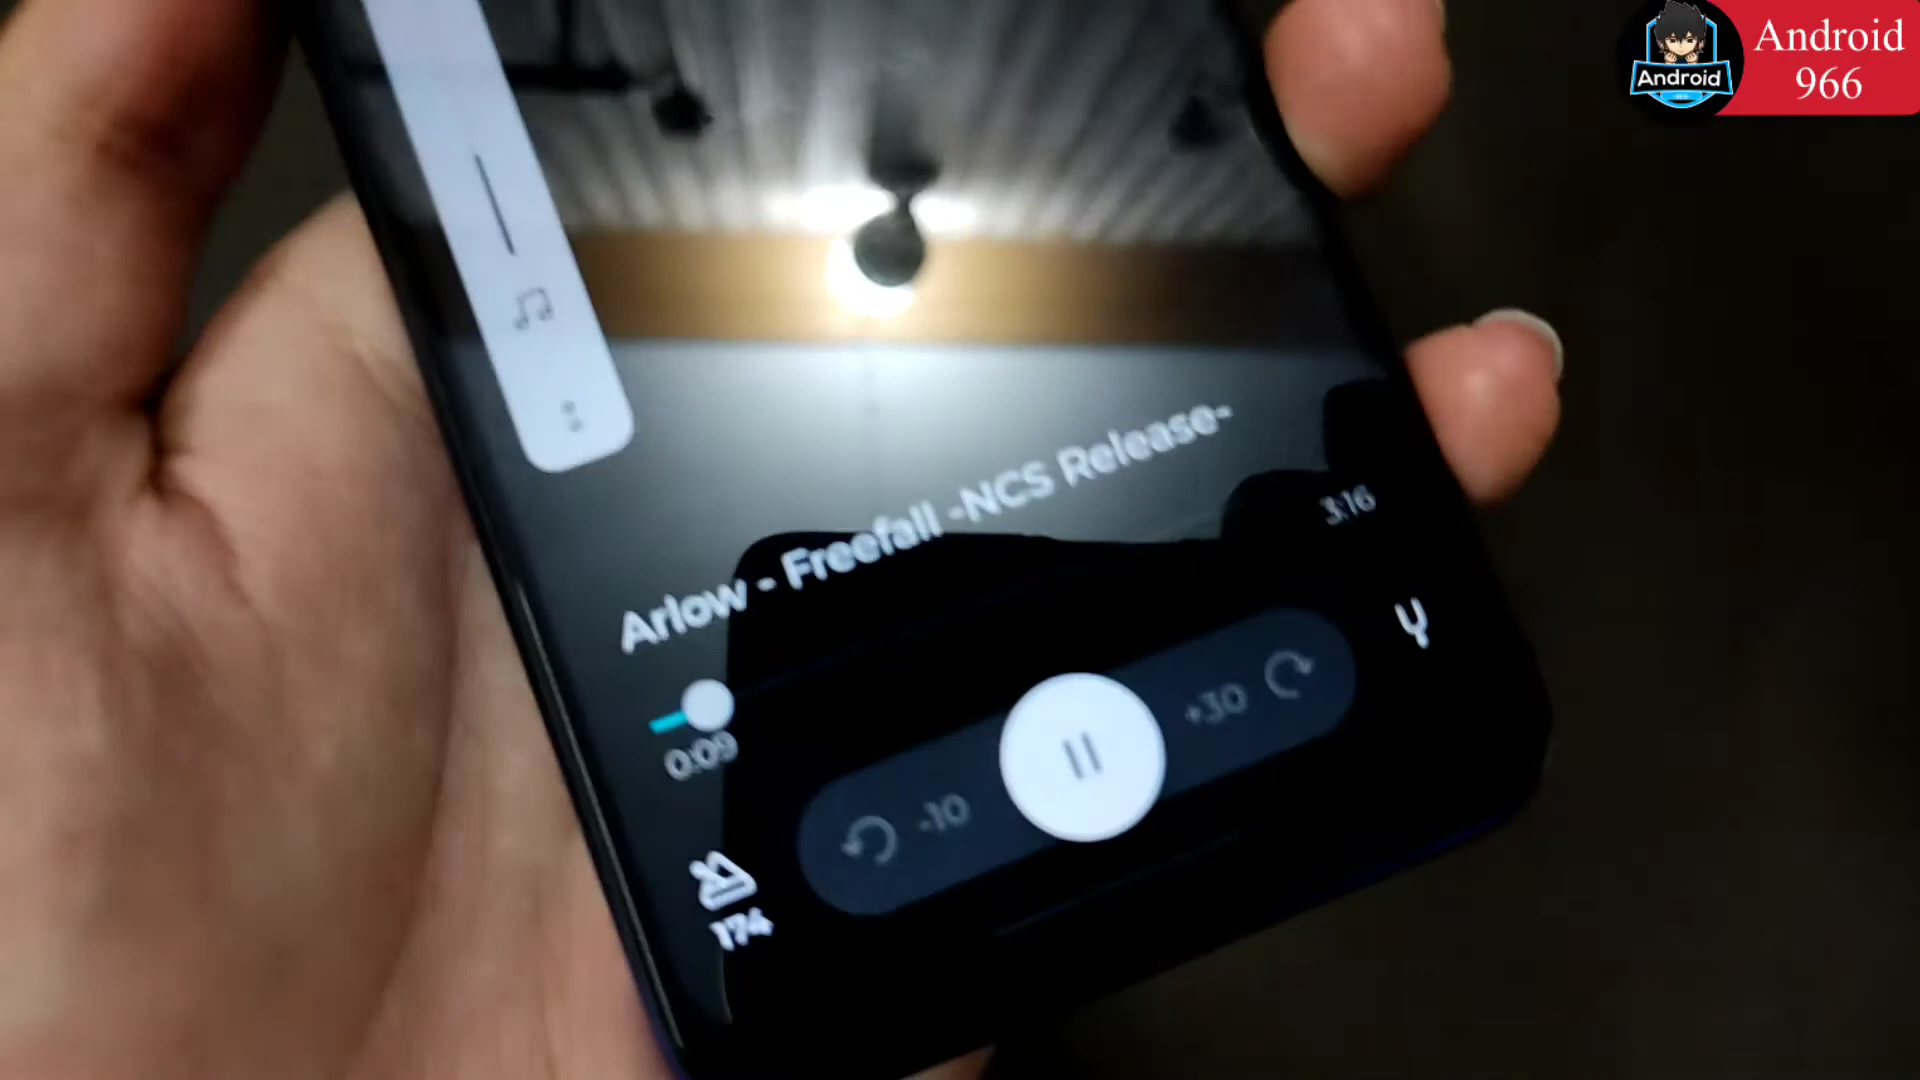 Android
Android
966
Arlow - Freefall -NCS Release-
3:16
0:09
-10
+30
174